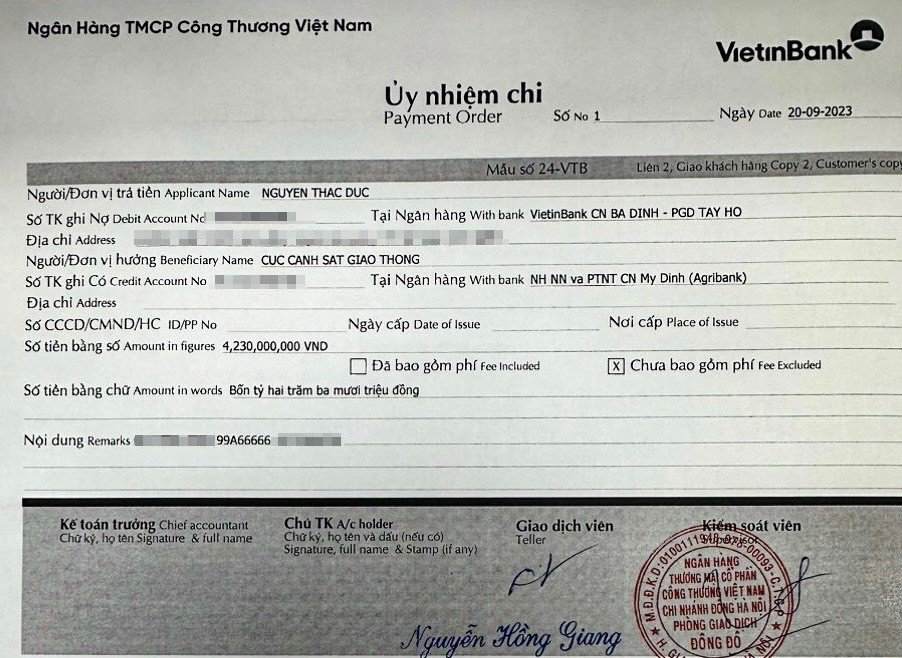 Ngân Hàng TMCP Công Thương Việt Nam
VietinBank
Ủy nhiệm chi
Payment Order
Số No 1
Ngày Date 20-09-2023
Mẫu số 24-VTB
Liên 2, Giao khách hàng Copy 2, Customer's copy
Người/Đơn vị trả tiền Applicant Name NGUYEN THAC DUC
Số TK ghi Nợ Debit Account No
Tại Ngân hàng With bank VietinBank CN BA DINH - PGD TAY HO
Địa chỉ Address
Người/Đơn vị hưởng Beneficiary Name CUC CANH SAT GIAO THONG
Số TK ghi Có Credit Account No
Tại Ngân hàng With bank NH NN va PTNT CN My Dinh (Agribank)
Địa chỉ Address
Số CCCD/CMND/HC ID/PP No
Ngày cấp Date of Issue
Nơi cấp Place of Issue
Số tiền bằng số Amount in figures 4,230,000,000 VND
Đã bao gồm phí Fee Included
X Chưa bao gồm phí Fee Excluded
Số tiền bằng chữ Amount in words Bốn tỷ hai trăm ba mươi triệu đồng
Nội dung Remarks 99A66666
Kế toán trưởng Chief accountant
Chữ ký, họ tên Signature & full name
Chủ TK A/c holder
Chữ ký, họ tên và dấu (nếu có)
Signature, full name & Stamp (if any)
Giao dịch viên
Teller
Kiểm soát viên
Supervisor
NGÂN HÀNG
THƯƠNG MẠI CỔ PHẦN
CÔNG THƯƠNG VIỆT NAM
CHI NHÁNH ĐÔNG HÀ NỘI
PHÒNG GIAO DỊCH
ĐÔNG ĐÔ
Nguyễn Hồng Giang